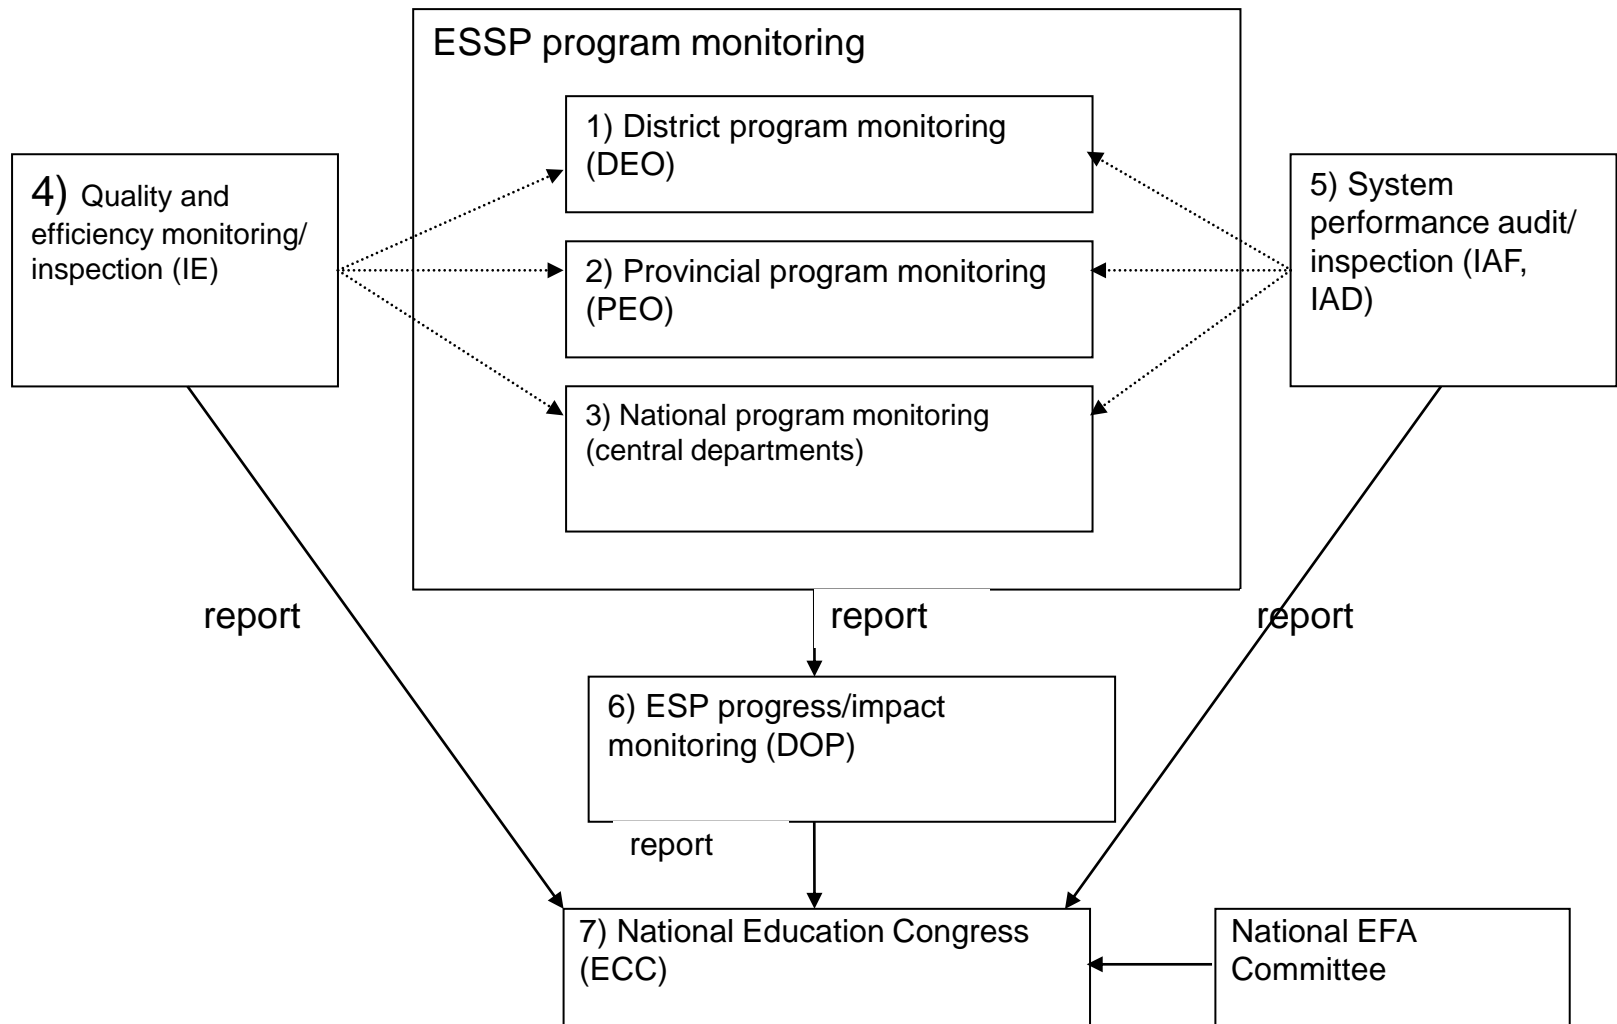 ESSP program monitoring
1) District program monitoring
(DEO)
4) Quality and
efficiency monitoring/
inspection (IE)
5) System
performance audit/
inspection (IAF,
IAD)
2) Provincial program monitoring
(PEO)
3) National program monitoring
(central departments)
report
report
report
6) ESP progress/impact
monitoring (DOP)
report
7) National Education Congress
(ECC)
National EFA
Committee